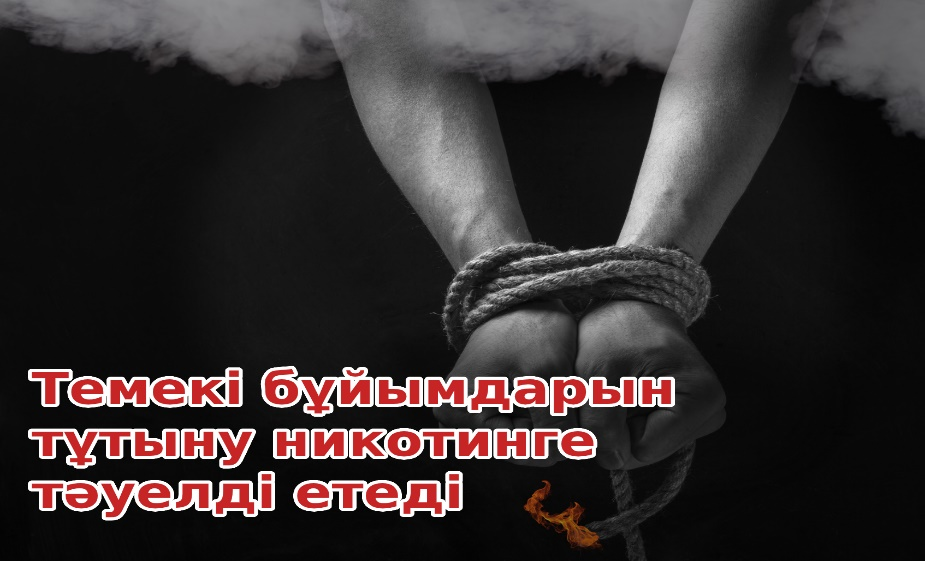 Темекі бұйымдарын
тұтыну никотинге
тәуелді етеді